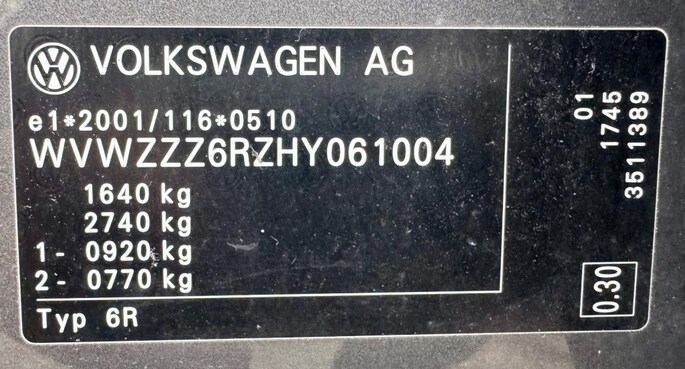 VOLKSWAGEN AG
e1*2001/116*0510
WVWZZZ6RZHY061004
1640 kg
2740 kg
1- 0920 kg
2- 0770 kg
Typ 6R
01
1745
3511389
0.30